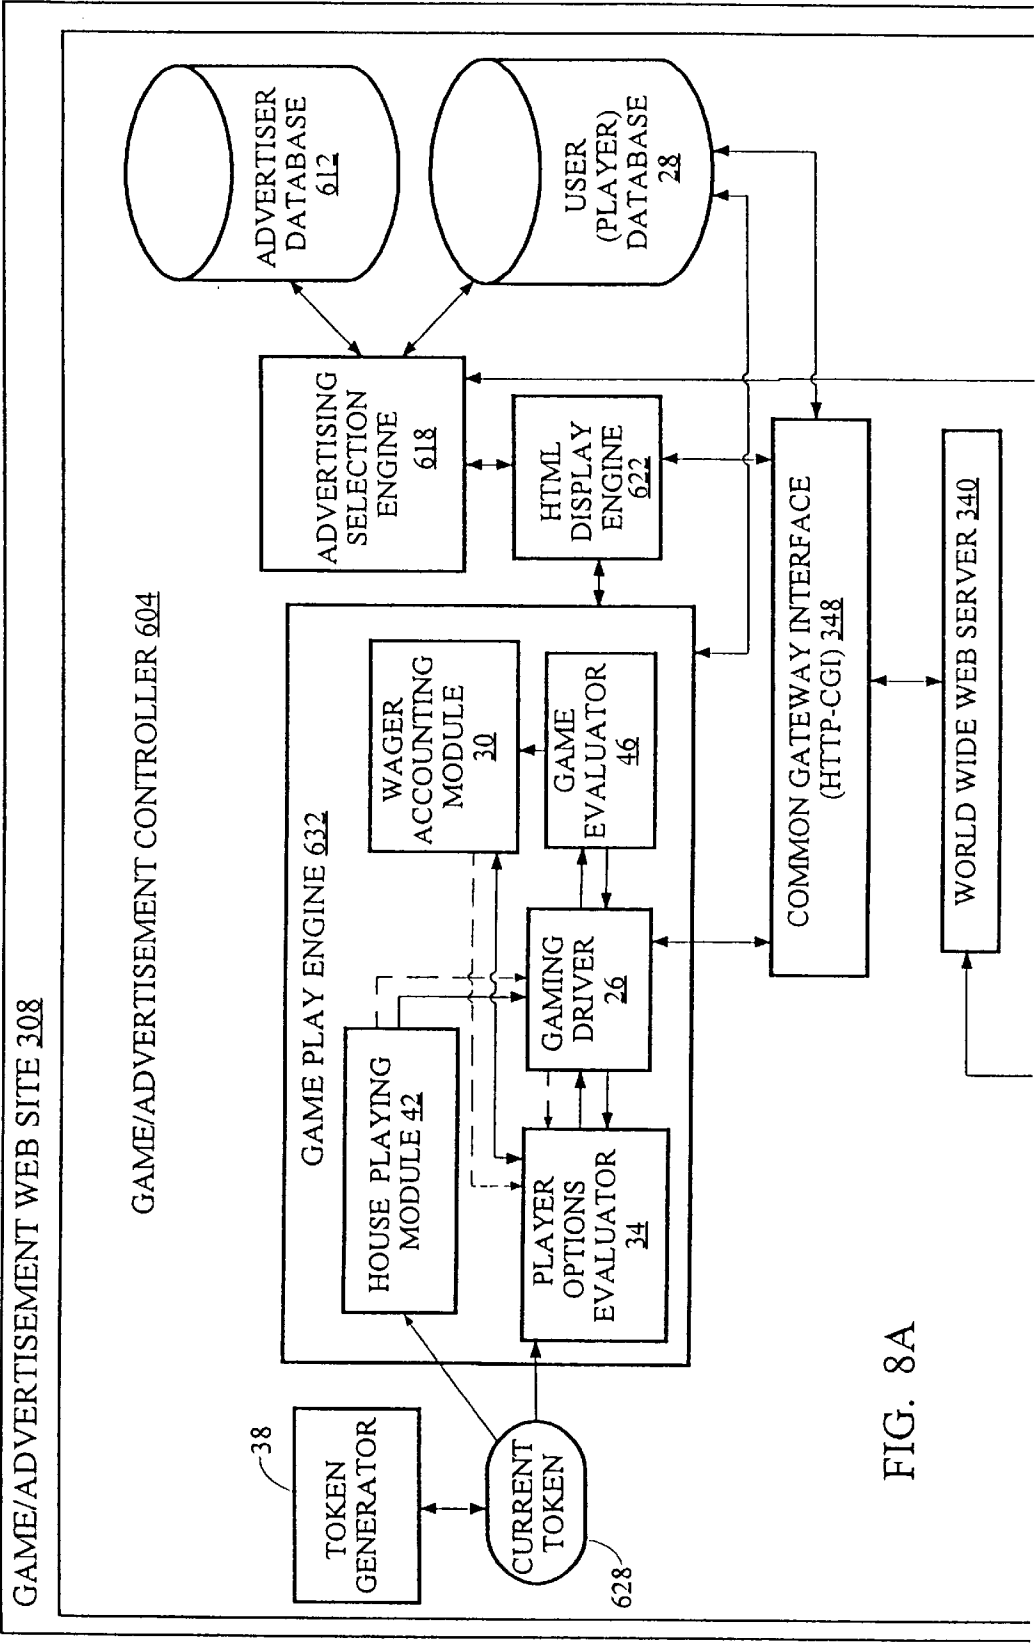 GAME/ADVERTISEMENT WEB SITE 308
GAME/ADVERTISEMENT CONTROLLER 604
ADVERTISER
DATABASE
612
USER
(PLAYER)
DATABASE
28
ADVERTISING
SELECTION
ENGINE
618
HTML
DISPLAY
ENGINE
622
GAME PLAY ENGINE 632
WAGER
ACCOUNTING
MODULE
30
GAME
EVALUATOR
46
HOUSE PLAYING
MODULE 42
GAMING
DRIVER
26
PLAYER
OPTIONS
EVALUATOR
34
38
TOKEN
GENERATOR
CURRENT
TOKEN
628
COMMON GATEWAY INTERFACE
(HTTP-CGI) 348
WORLD WIDE WEB SERVER 340
FIG. 8A